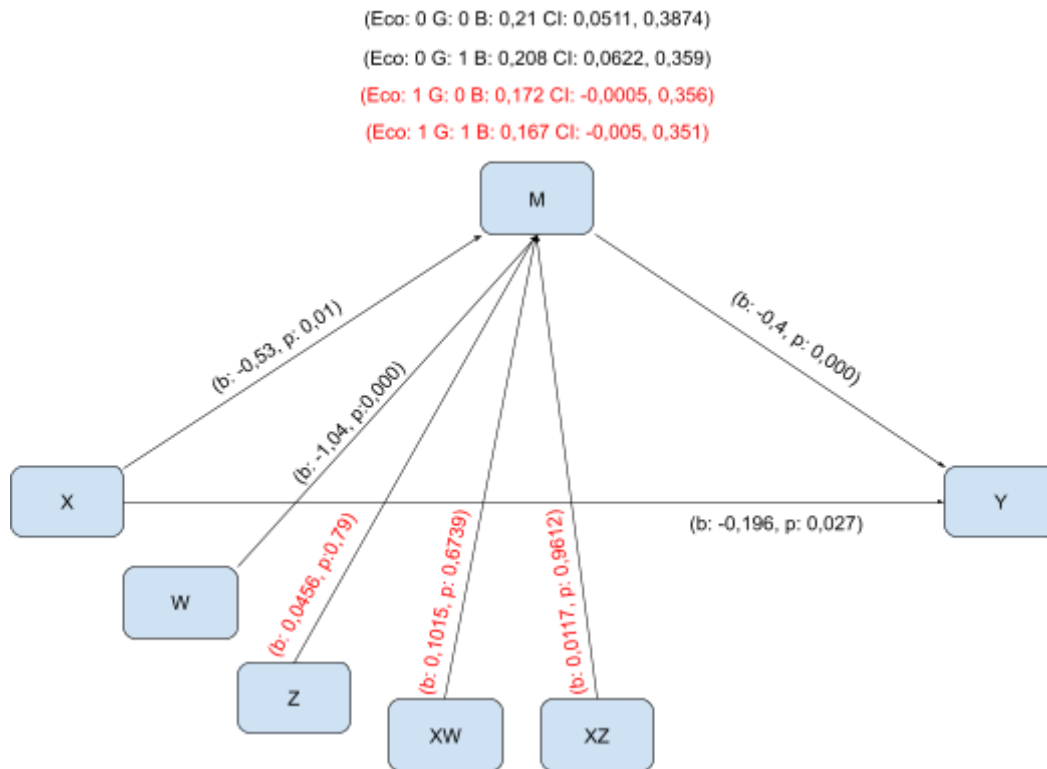 (Eco: 0 G: 0 B: 0,21 CI: 0,0511, 0,3874)
(Eco: 0 G: 1 B: 0,208 CI: 0,0622, 0,359)
(Eco: 1 G: 0 B: 0,172 CI: -0,0005, 0,356)
(Eco: 1 G: 1 B: 0,167 CI: -0,005, 0,351)
M
(b: -0,53, p: 0,01)
(b: -0,4, p: 0,000)
(b: -1,04, p:0,000)
X
Y
(b: -0,196, p: 0,027)
(b: 0,0456, p:0,79)
(b: 0,1015, p: 0,6739)
(b: 0,0117, p: 0,9612)
W
Z
XW
XZ